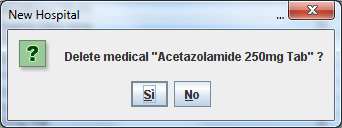 New Hospital
...
Delete medical "Acetazolamide 250mg Tab" ?
Sì
No